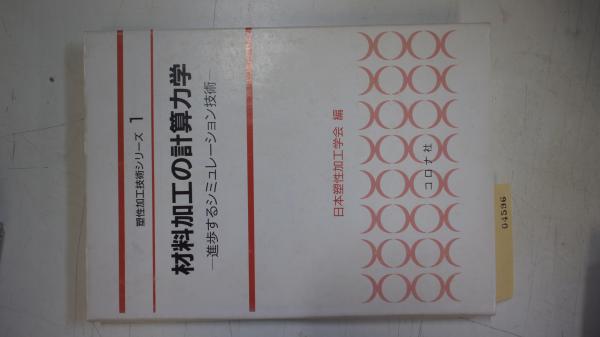 塑性加工技術シリーズ 1
材料加工の計算力学
―進歩するシミュレーション技術―
日本塑性加工学会 編
コロナ社
04596